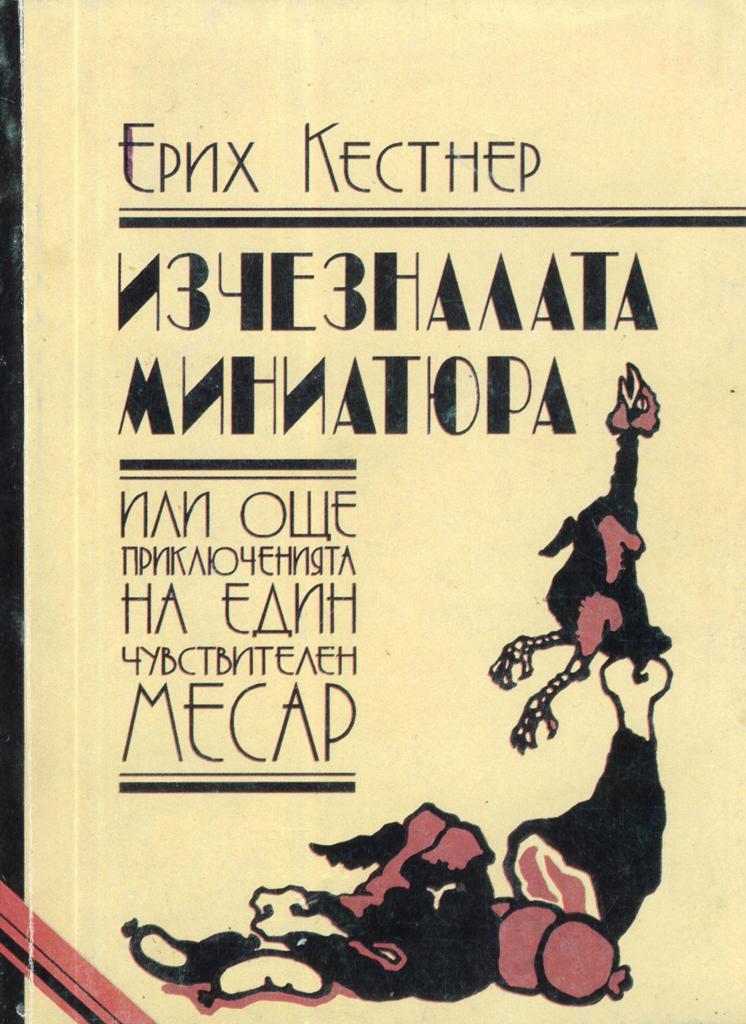 Ерих Кестнер
ИЗЧЕЗНАЛАТА
МИНИАТЮРА
ИЛИ ОЩЕ
ПРИКЛЮЧЕНИЯТА
НА ЕДИН
ЧУВСТВИТЕЛЕН
МЕСАР